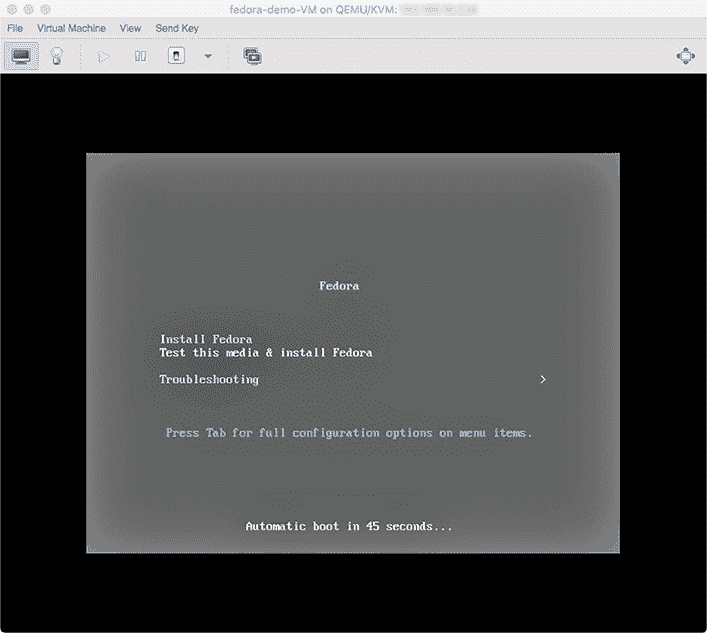 fedora-demo-VM on QEMU/KVM:
File Virtual Machine View Send Key
Fedora
Install Fedora
Test this media & install Fedora
Troubleshooting >
Press Tab for full configuration options on menu items.
Automatic boot in 45 seconds...